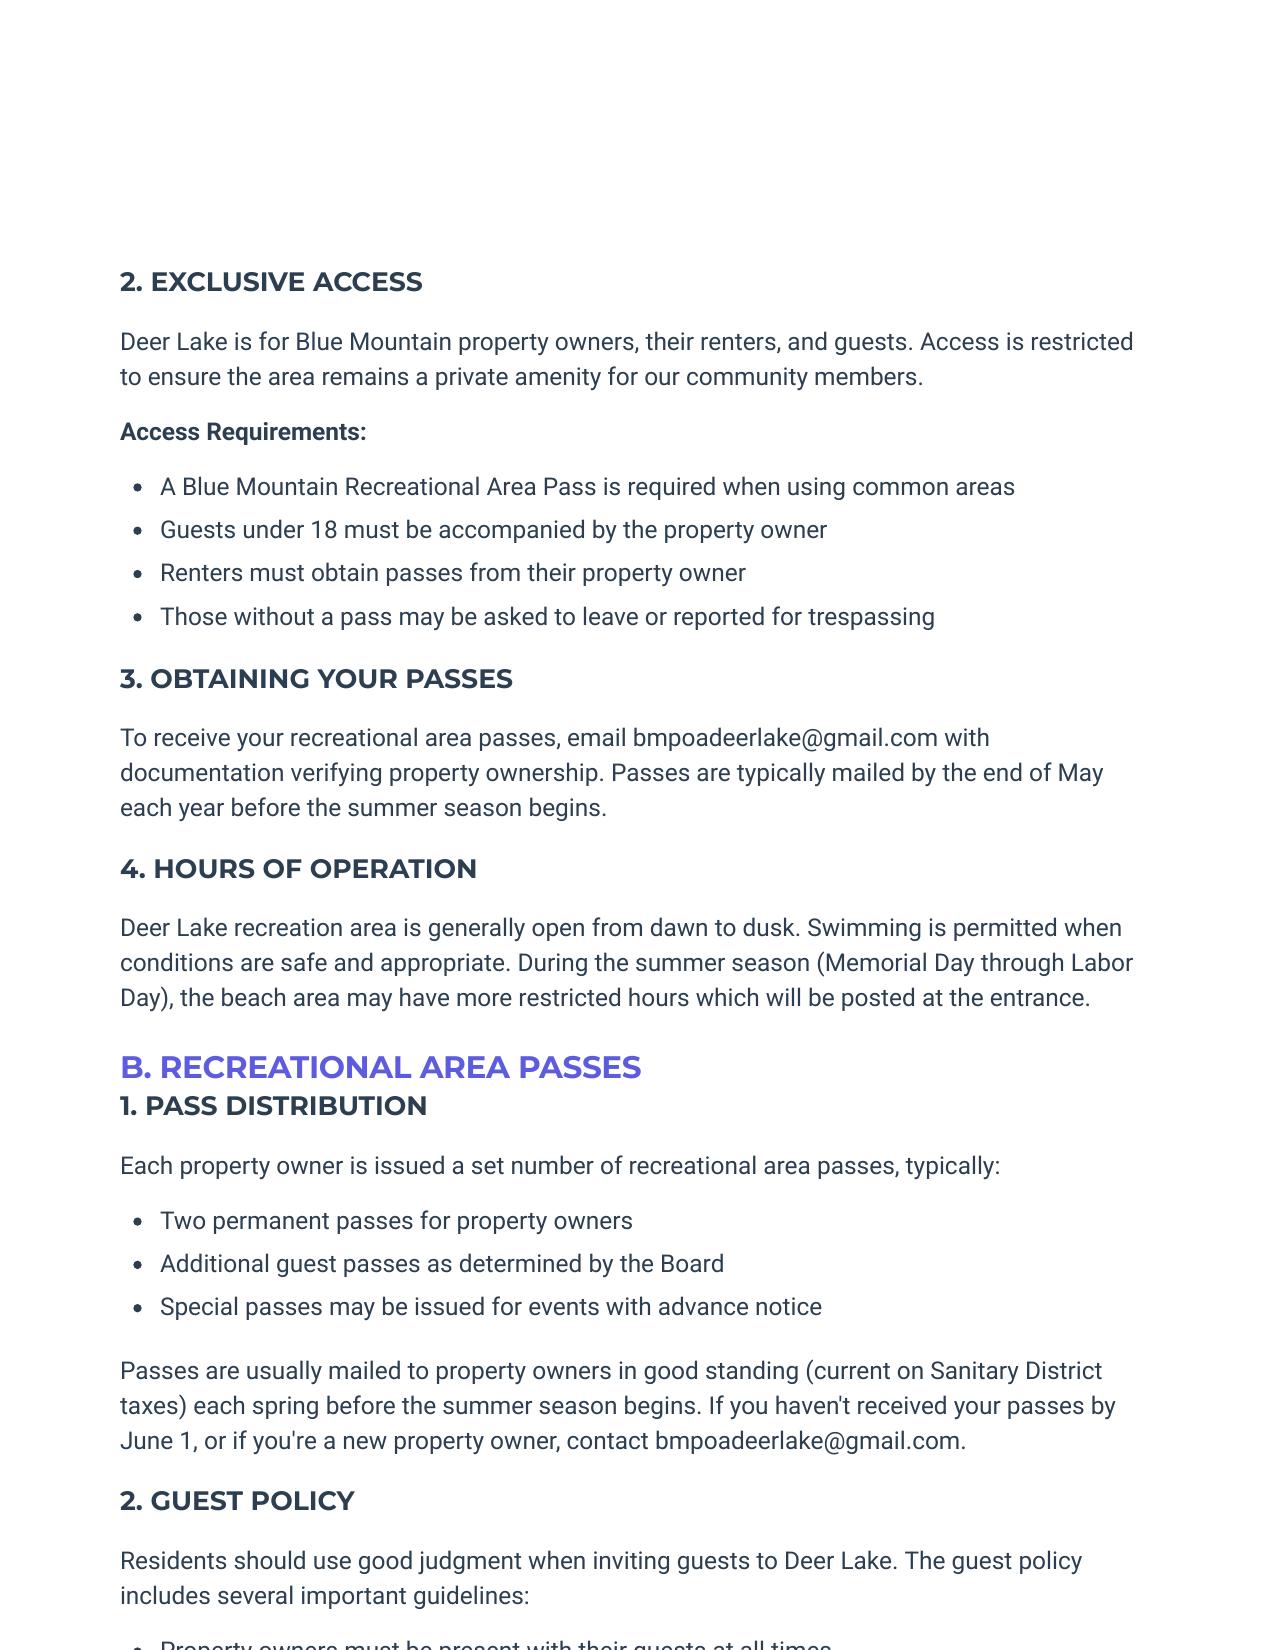 2. EXCLUSIVE ACCESS
Deer Lake is for Blue Mountain property owners, their renters, and guests. Access is restricted
to ensure the area remains a private amenity for our community members.
Access Requirements:
• A Blue Mountain Recreational Area Pass is required when using common areas
• Guests under 18 must be accompanied by the property owner
• Renters must obtain passes from their property owner
• Those without a pass may be asked to leave or reported for trespassing
3. OBTAINING YOUR PASSES
To receive your recreational area passes, email bmpoadeerlake@gmail.com with
documentation verifying property ownership. Passes are typically mailed by the end of May
each year before the summer season begins.
4. HOURS OF OPERATION
Deer Lake recreation area is generally open from dawn to dusk. Swimming is permitted when
conditions are safe and appropriate. During the summer season (Memorial Day through Labor
Day), the beach area may have more restricted hours which will be posted at the entrance.
B. RECREATIONAL AREA PASSES
1. PASS DISTRIBUTION
Each property owner is issued a set number of recreational area passes, typically:
• Two permanent passes for property owners
• Additional guest passes as determined by the Board
• Special passes may be issued for events with advance notice
Passes are usually mailed to property owners in good standing (current on Sanitary District
taxes) each spring before the summer season begins. If you haven't received your passes by
June 1, or if you're a new property owner, contact bmpoadeerlake@gmail.com.
2. GUEST POLICY
Residents should use good judgment when inviting guests to Deer Lake. The guest policy
includes several important guidelines:
• Property owners must be present with their guests at all times